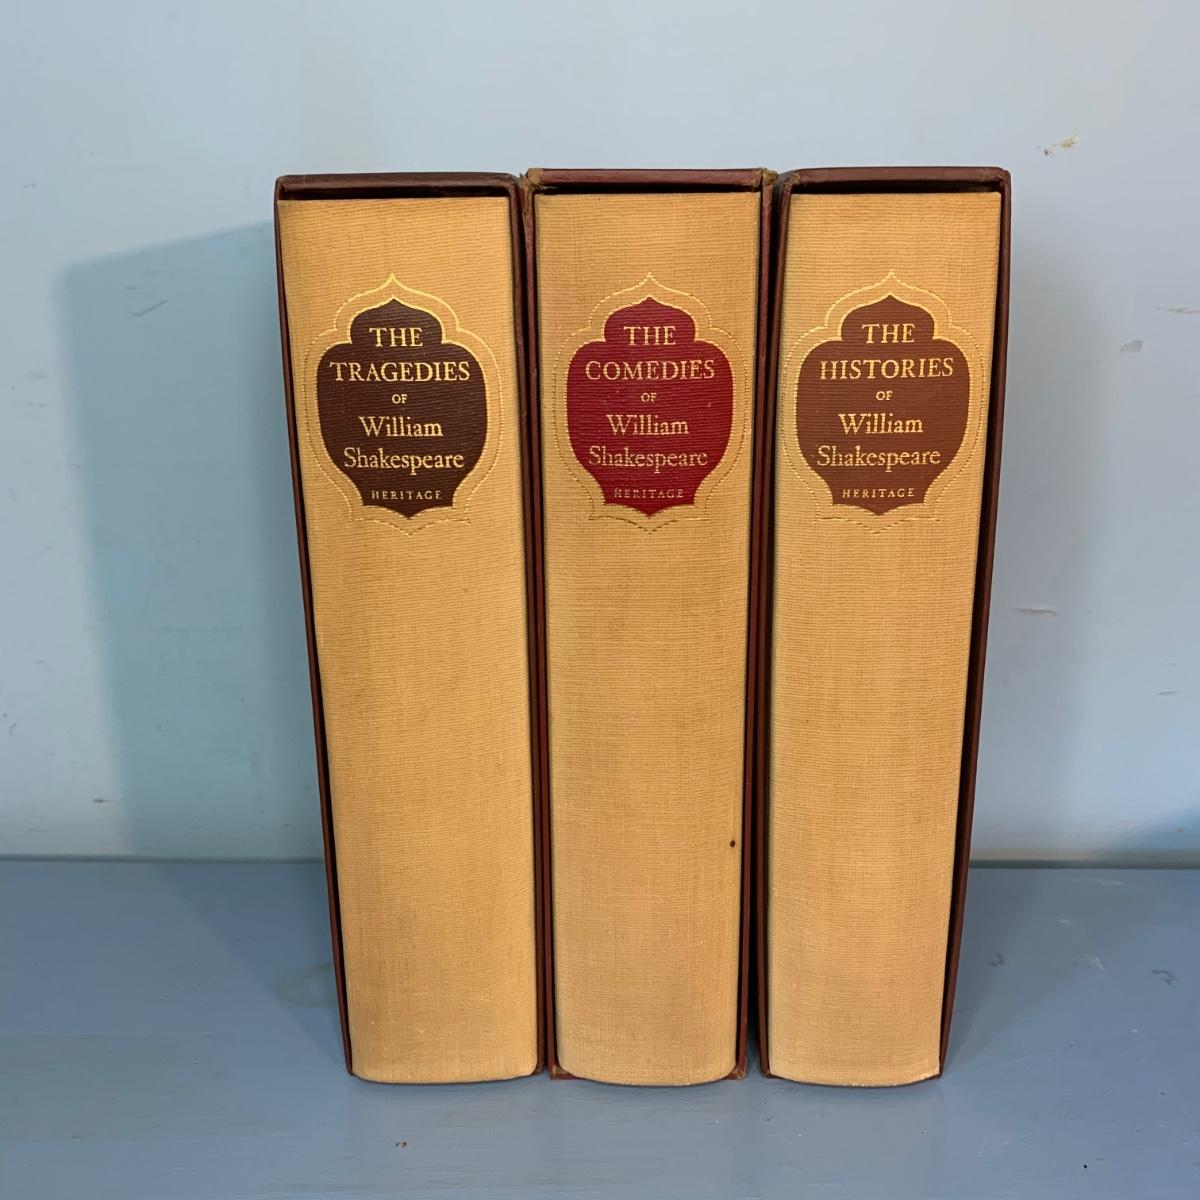 THE
TRAGEDIES
OF
William
Shakespeare
HERITAGE
THE
COMEDIES
OF
William
Shakespeare
HERITAGE
THE
HISTORIES
OF
William
Shakespeare
HERITAGE